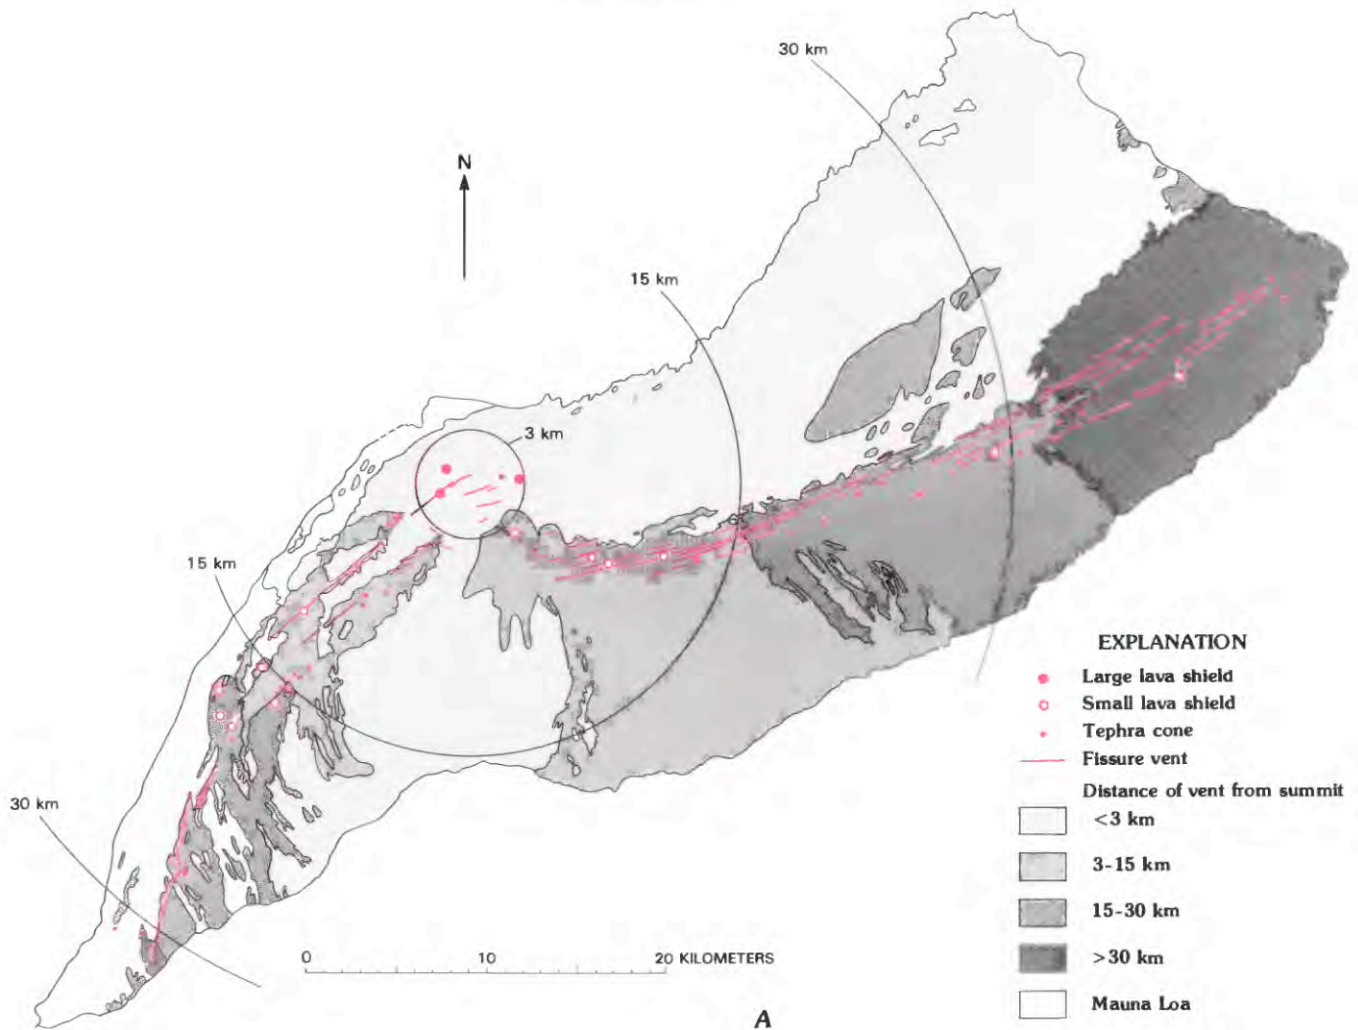 30 km
N
15 km
3 km
15 km
30 km
EXPLANATION
Large lava shield
Small lava shield
Tephra cone
Fissure vent
Distance of vent from summit
<3 km
3-15 km
15-30 km
>30 km
Mauna Loa
0 10 20 KILOMETERS
A